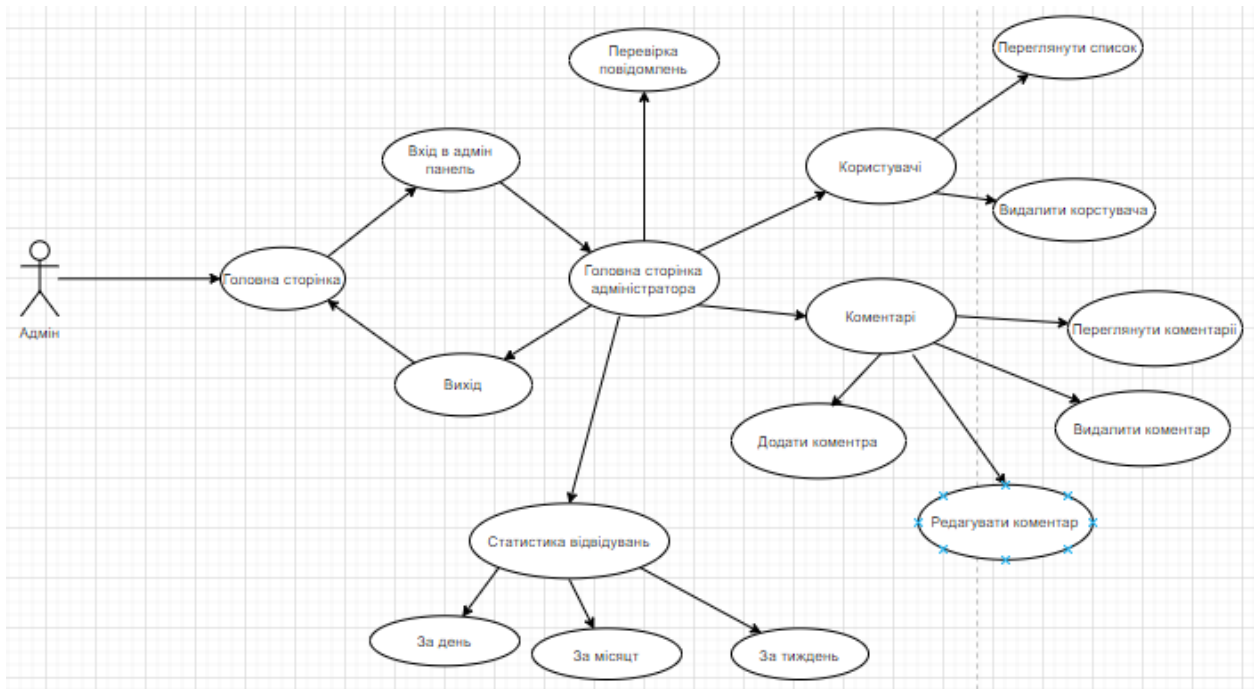 Перевірка
повідомлень
Переглянути список
Вхід в адмін
панель
Користувачі
Видалити корстувача
Головна сторінка
Головна сторінка
адміністратора
Адмін
Коментарі
Переглянути коментаріі
Вихід
Додати коментра
Видалити коментар
Редагувати коментар
Статистика відвідувань
За день
За місяцт
За тиждень